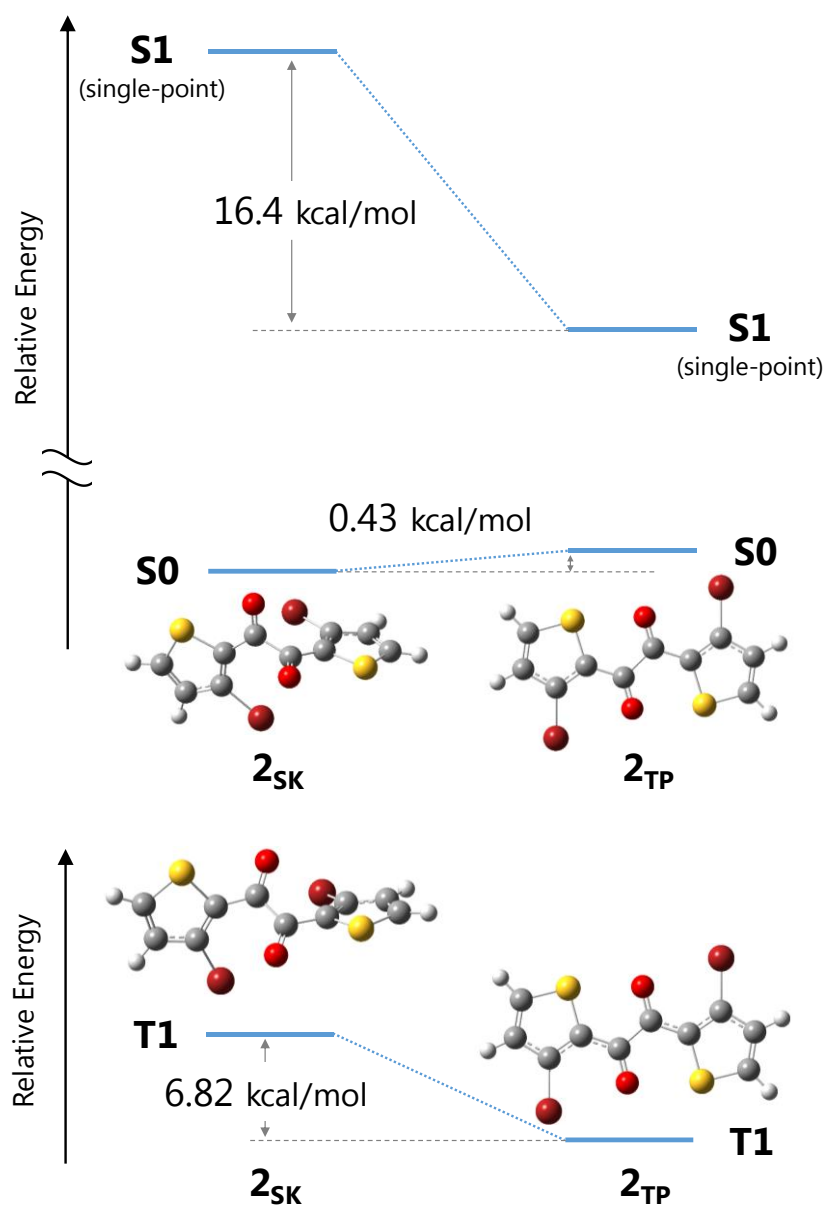 S1
(single-point)
16.4 kcal/mol
Relative Energy
S1
(single-point)
0.43 kcal/mol
S0
S0
2SK
2TP
Relative Energy
T1
6.82 kcal/mol
T1
2SK
2TP